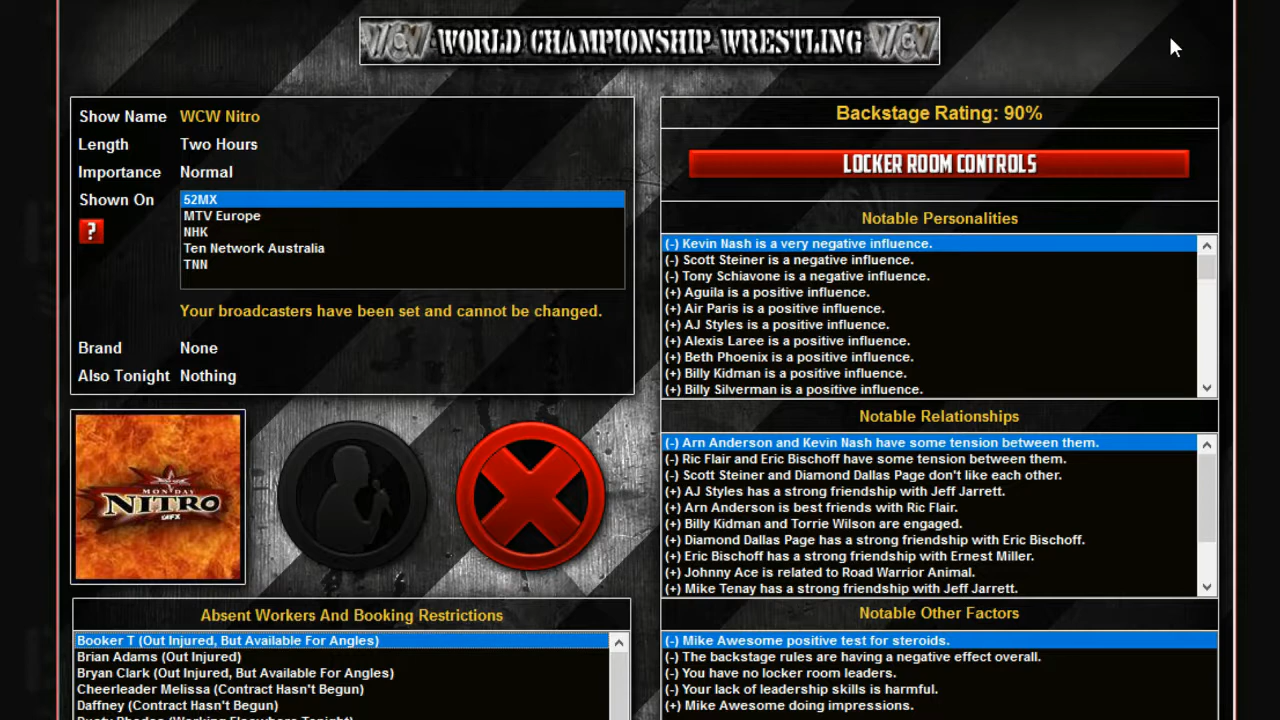 WCW WORLD CHAMPIONSHIP WRESTLING WCW
Show Name WCW Nitro
Length Two Hours
Importance Normal
Shown On 52MX
?
MTV Europe
NHK
Ten Network Australia
TNN
Your broadcasters have been set and cannot be changed.
Brand None
Also Tonight Nothing
MONDAY
NITRO
Absent Workers And Booking Restrictions
Booker T (Out Injured, But Available For Angles)
Brian Adams (Out Injured)
Bryan Clark (Out Injured, But Available For Angles)
Cheerleader Melissa (Contract Hasn't Begun)
Daffney (Contract Hasn't Begun)
Dusty Rhodes (Working Elsewhere Tonight)
Backstage Rating: 90%
LOCKER ROOM CONTROLS
Notable Personalities
(-) Kevin Nash is a very negative influence.
(-) Scott Steiner is a negative influence.
(-) Tony Schiavone is a negative influence.
(+) Aguila is a positive influence.
(+) Air Paris is a positive influence.
(+) AJ Styles is a positive influence.
(+) Alexis Laree is a positive influence.
(+) Beth Phoenix is a positive influence.
(+) Billy Kidman is a positive influence.
(+) Billy Silverman is a positive influence.
Notable Relationships
(-) Arn Anderson and Kevin Nash have some tension between them.
(-) Ric Flair and Eric Bischoff have some tension between them.
(-) Scott Steiner and Diamond Dallas Page don't like each other.
(+) AJ Styles has a strong friendship with Jeff Jarrett.
(+) Arn Anderson is best friends with Ric Flair.
(+) Billy Kidman and Torrie Wilson are engaged.
(+) Diamond Dallas Page has a strong friendship with Eric Bischoff.
(+) Eric Bischoff has a strong friendship with Ernest Miller.
(+) Johnny Ace is related to Road Warrior Animal.
(+) Mike Tenay has a strong friendship with Jeff Jarrett.
Notable Other Factors
(-) Mike Awesome positive test for steroids.
(-) The backstage rules are having a negative effect overall.
(-) You have no locker room leaders.
(-) Your lack of leadership skills is harmful.
(+) Mike Awesome doing impressions.